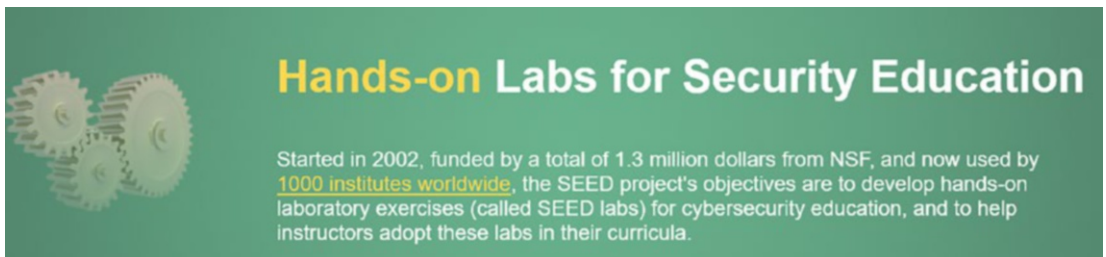 Hands-on Labs for Security Education
Started in 2002, funded by a total of 1.3 million dollars from NSF, and now used by
1000 institutes worldwide, the SEED project's objectives are to develop hands-on
laboratory exercises (called SEED labs) for cybersecurity education, and to help
instructors adopt these labs in their curricula.